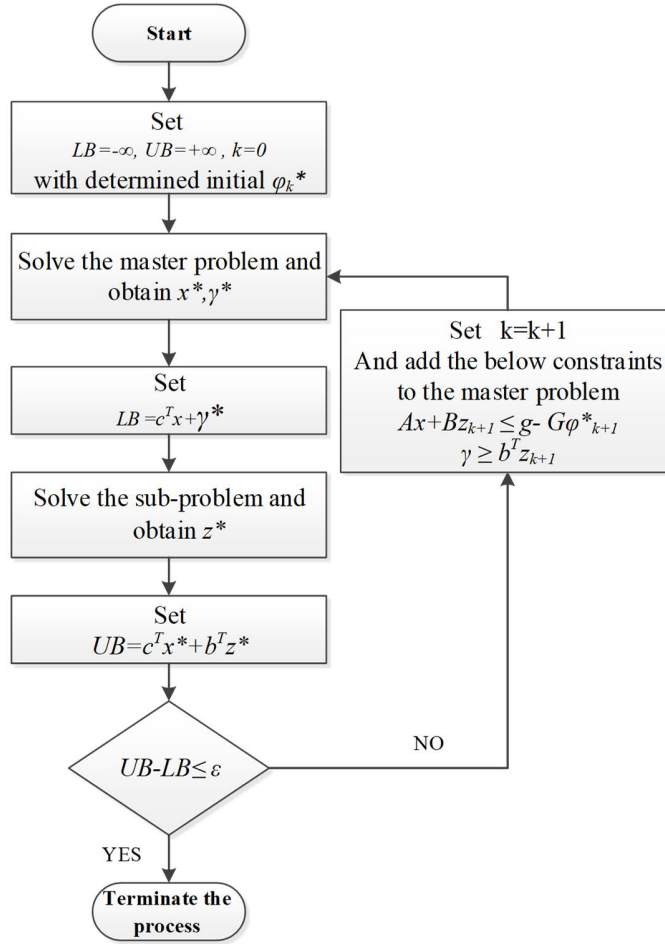 Start
Set
LB=-∞, UB=+∞, k=0
with determined initial φₖ*
Solve the master problem and
obtain x*,γ*
Set
LB=cᵀx+γ*
Solve the sub-problem and
obtain z*
Set
UB=cᵀx*+bᵀz*
UB-LB≤ε
YES
Terminate the
process
NO
Set k=k+1
And add the below constraints
to the master problem
Ax+Bzₖ₊₁≤g- Gφ*ₖ₊₁
γ≥bᵀzₖ₊₁